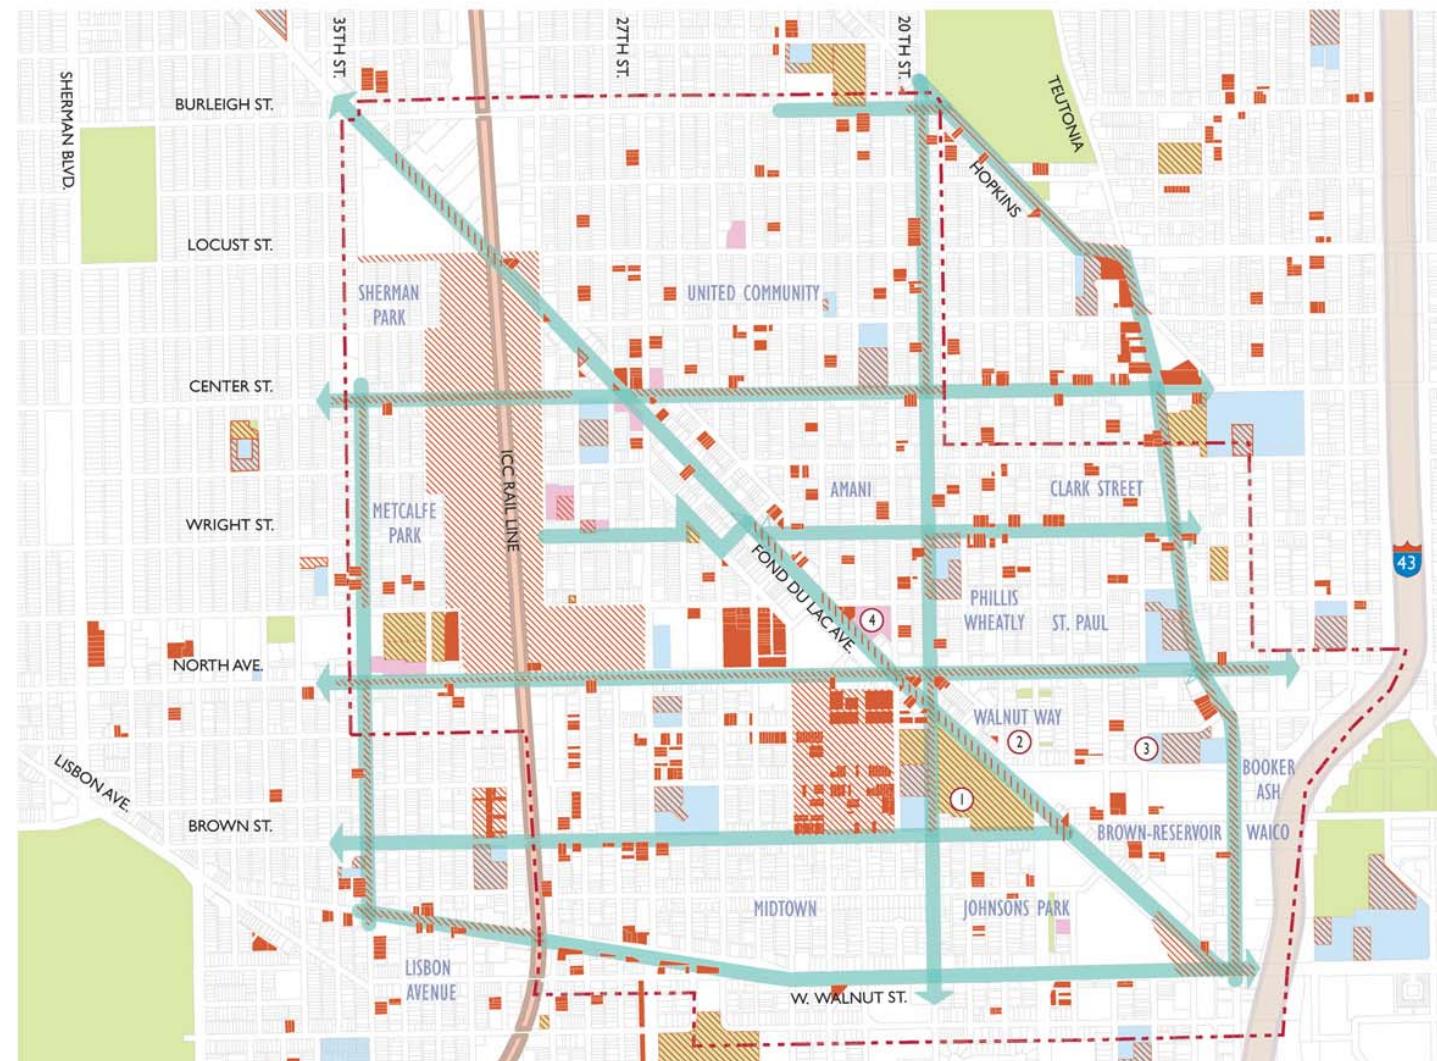 35TH ST.
27TH ST.
20TH ST.
SHERMAN BLVD.
BURLEIGH ST.
TEUTONIA
HOPKINS
LOCUST ST.
SHERMAN
PARK
UNITED COMMUNITY
CENTER ST.
ICC RAIL LINE
AMANI
CLARK STREET
METCALFE
PARK
WRIGHT ST.
FOND DU LAC AVE.
43
PHILLIS
WHEATLY
ST. PAUL
4
NORTH AVE.
WALNUT WAY
2
3
LISBON AVE.
BOOKER
ASH
1
BROWN ST.
BROWN-RESERVOIR
WAICO
MIDTOWN
JOHNSONS PARK
LISBON
AVENUE
W. WALNUT ST.